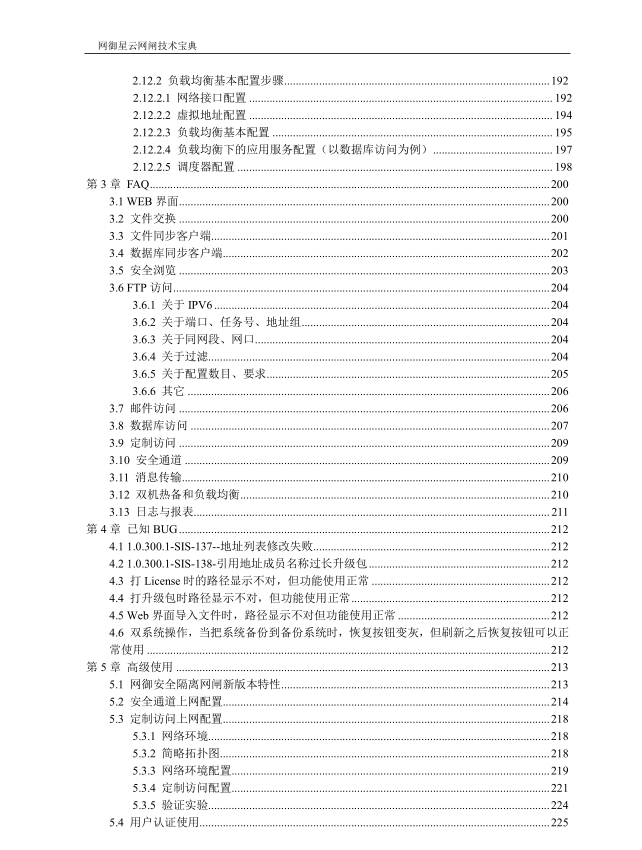 网御星云网闸技术宝典
2.12.2 负载均衡基本配置步骤........192
2.12.2.1 网络接口配置........192
2.12.2.2 虚拟地址配置........194
2.12.2.3 负载均衡基本配置........195
2.12.2.4 负载均衡下的应用服务配置（以数据库访问为例）........197
2.12.2.5 调度器配置........198
第 3 章 FAQ........200
3.1 WEB 界面........200
3.2 文件交换........200
3.3 文件同步客户端........201
3.4 数据库同步客户端........202
3.5 安全浏览........203
3.6 FTP 访问........204
3.6.1 关于 IPV6........204
3.6.2 关于端口、任务号、地址组........204
3.6.3 关于同网段、网口........204
3.6.4 关于过滤........204
3.6.5 关于配置数目、要求........205
3.6.6 其它........206
3.7 邮件访问........206
3.8 数据库访问........207
3.9 定制访问........209
3.10 安全通道........209
3.11 消息传输........210
3.12 双机热备和负载均衡........210
3.13 日志与报表........211
第 4 章 已知 BUG........212
4.1 1.0.300.1-SIS-137--地址列表修改失败........212
4.2 1.0.300.1-SIS-138-引用地址成员名称过长升级包........212
4.3 打 License 时的路径显示不对，但功能使用正常........212
4.4 打升级包时路径显示不对，但功能使用正常........212
4.5 Web 界面导入文件时，路径显示不对但功能使用正常........212
4.6 双系统操作，当把系统备份到备份系统时，恢复按钮变灰，但刷新之后恢复按钮可以正
常使用........212
第 5 章 高级使用........213
5.1 网御安全隔离网闸新版本特性........213
5.2 安全通道上网配置........214
5.3 定制访问上网配置........218
5.3.1 网络环境........218
5.3.2 简略拓扑图........218
5.3.3 网络环境配置........219
5.3.4 定制访问配置........221
5.3.5 验证实验........224
5.4 用户认证使用........225